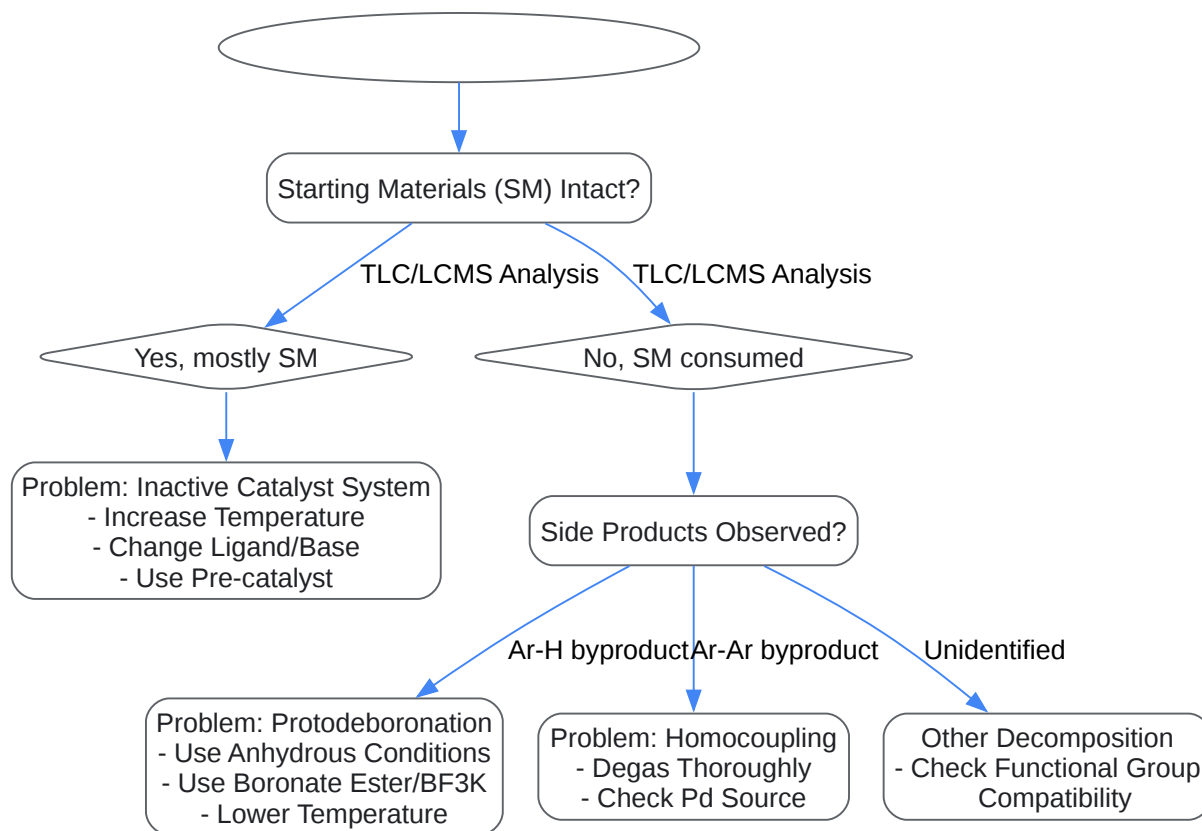 Starting Materials (SM) Intact?
TLC/LCMS Analysis
TLC/LCMS Analysis
Yes, mostly SM
No, SM consumed
Problem: Inactive Catalyst System
- Increase Temperature
- Change Ligand/Base
- Use Pre-catalyst
Side Products Observed?
Ar-H byproduct
Ar-Ar byproduct
Unidentified
Problem: Protodeboronation
- Use Anhydrous Conditions
- Use Boronate Ester/BF3K
- Lower Temperature
Problem: Homocoupling
- Degas Thoroughly
- Check Pd Source
Other Decomposition
- Check Functional Group
Compatibility